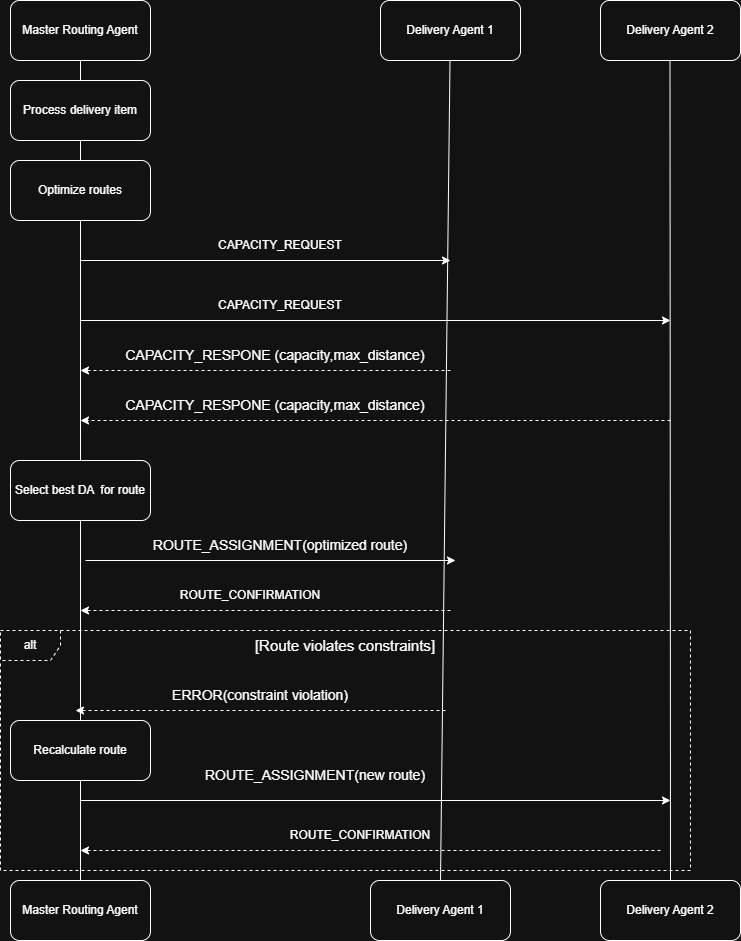 Master Routing Agent
Delivery Agent 1
Delivery Agent 2
Process delivery item
Optimize routes
CAPACITY_REQUEST
CAPACITY_REQUEST
CAPACITY_RESPONE (capacity,max_distance)
CAPACITY_RESPONE (capacity,max_distance)
Select best DA for route
ROUTE_ASSIGNMENT(optimized route)
ROUTE_CONFIRMATION
alt
[Route violates constraints]
ERROR(constraint violation)
Recalculate route
ROUTE_ASSIGNMENT(new route)
ROUTE_CONFIRMATION
Master Routing Agent
Delivery Agent 1
Delivery Agent 2